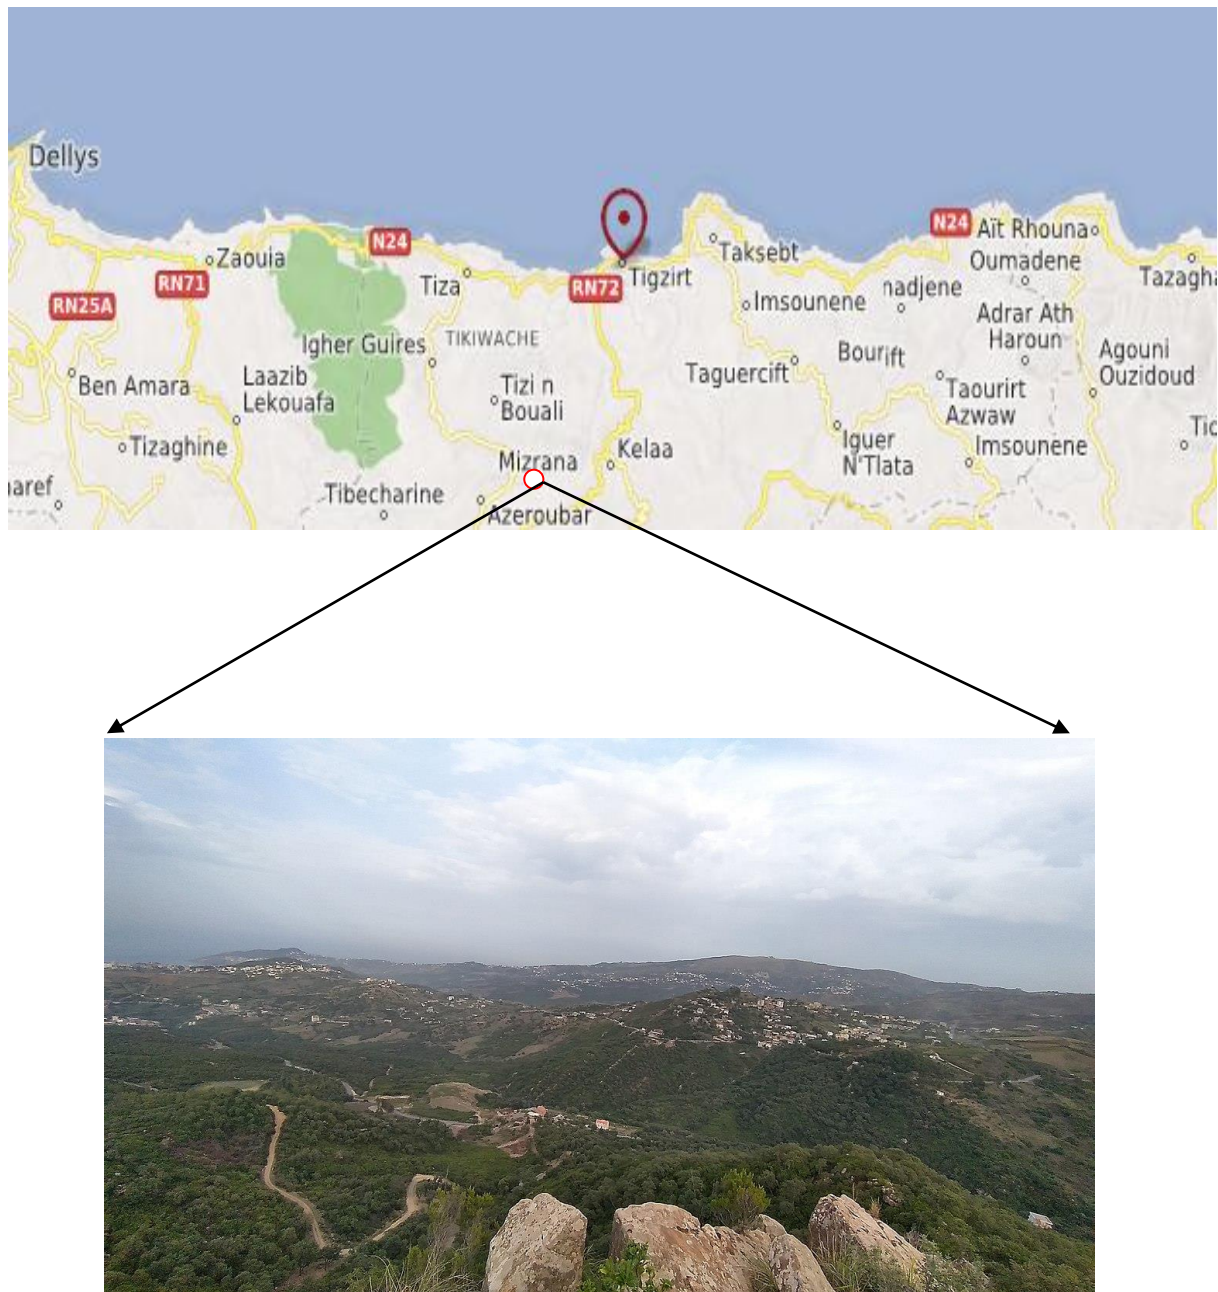 Dellys
N24
Aït Rhouna
Zaouia
Taksebt
Oumadene
RN71
Tiza
RN72
Tigzirt
Tazagha
RN25A
Imsounene
nadjene
Adrar Ath
Haroun
Igher Guires
TIKIWACHE
Bourift
Agouni
Ouzidoud
Ben Amara
Laazib
Lekouafa
Tizi n
Bouali
Taguercift
Taourirt
Azwaw
Tizaghine
Mizrana
Kelaa
Iguer
N'Tlata
Imsounene
Tic
aref
Tibecharine
Azeroubar
N24